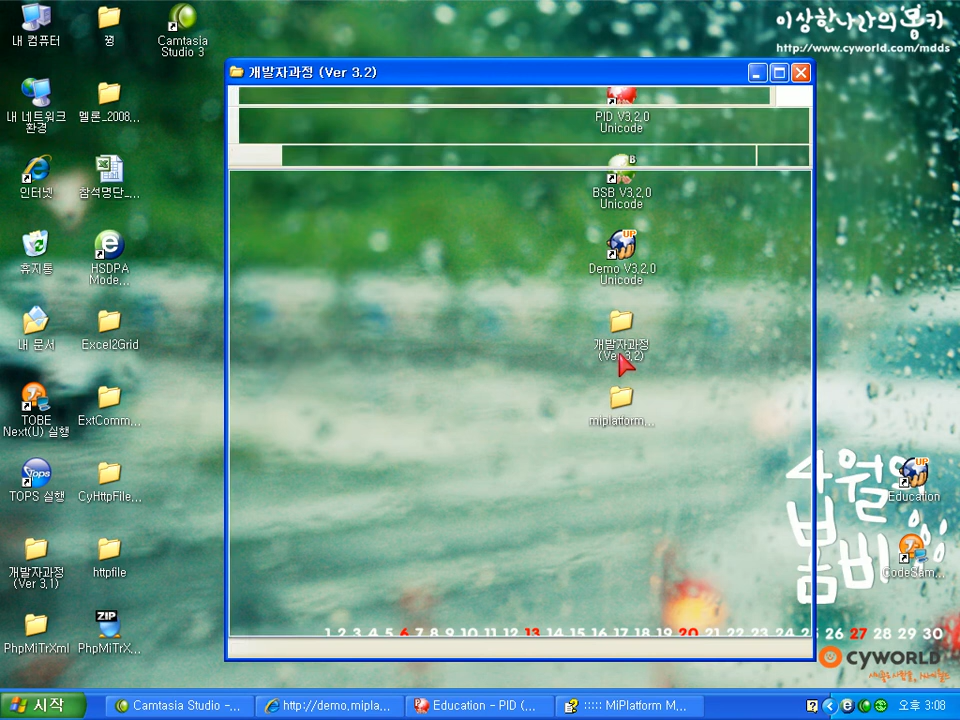 내 컴퓨터
꿩
Camtasia
Studio 3
이상한나라의 봄키
http://www.cyworld.com/mdds
개발자과정 (Ver 3.2)
내 네트워크
환경
멜론_2008...
PID V3.2.0
Unicode
인터넷
참석명단_...
BSB V3.2.0
Unicode
휴지통
HSDPA
Mode...
Demo V3.2.0
Unicode
내 문서
Excel2Grid
개발자과정
(Ver 3.2)
TOBE
Next(U) 실행
ExtComm...
miplatform...
TOPS 실행
CyHttpFile...
4월의
봄비
Education
개발자과정
(Ver 3.1)
httpfile
CodeSam...
PhpMiTrXml
ZIP
PhpMiTrX...
1 2 3 4 5 6 7 8 9 10 11 12 13 14 15 16 17 18 19 20 21 22 23 24 25 26 27 28 29 30
CYWORLD
시작
Camtasia Studio -...
http://demo.mipla...
Education - PID (...
::::: MiPlatform M...
오후 3:08